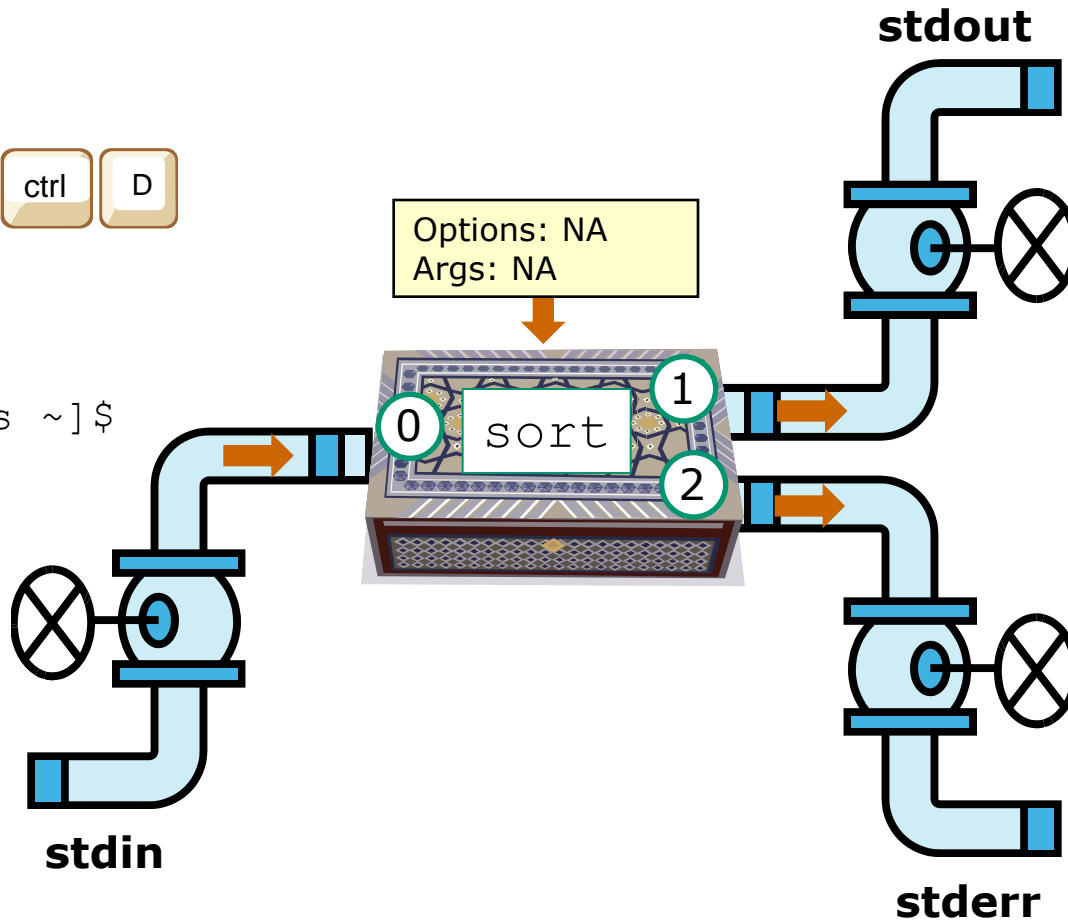 stdout
ctrl D
Options: NA
Args: NA
s ~]$
0
1
sort
2
stdin
stderr